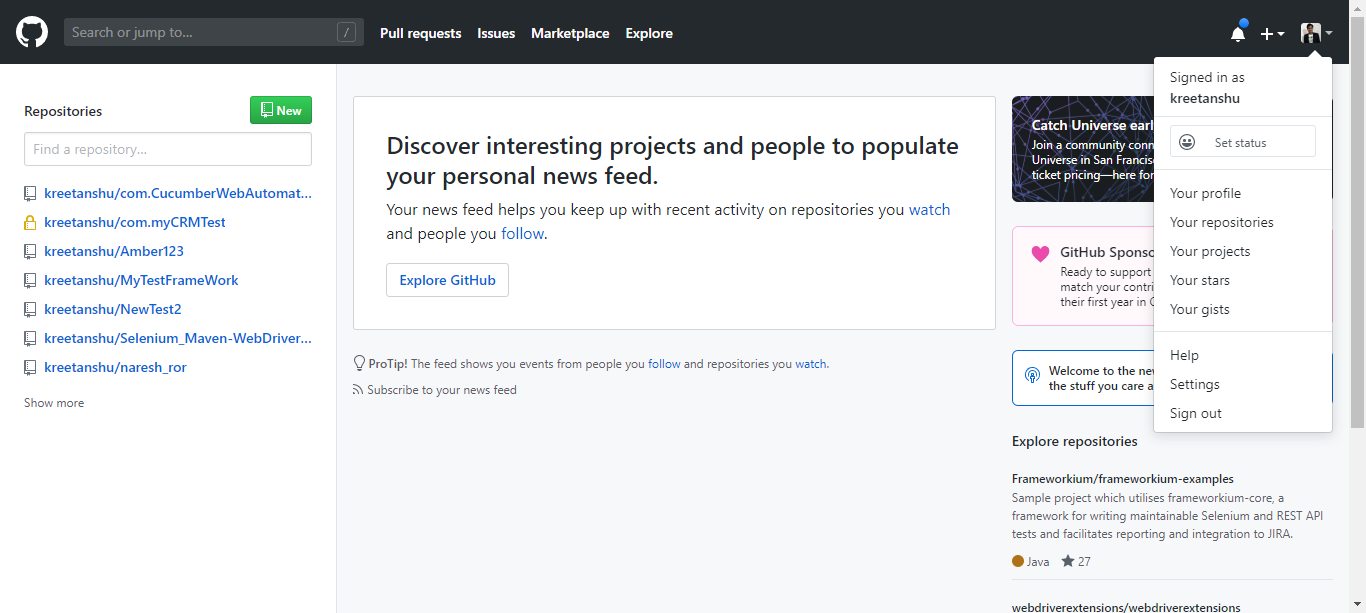 Search or jump to...
/
Pull requests
Issues
Marketplace
Explore
Signed in as
kreetanshu
Set status
Your profile
Your repositories
Your projects
Your stars
Your gists
Help
Settings
Sign out
Repositories
New
Find a repository...
kreetanshu/com.CucumberWebAutomat...
kreetanshu/com.myCRMTest
kreetanshu/Amber123
kreetanshu/MyTestFrameWork
kreetanshu/NewTest2
kreetanshu/Selenium_Maven-WebDriver...
kreetanshu/naresh_ror
Show more
Discover interesting projects and people to populate
your personal news feed.
Your news feed helps you keep up with recent activity on repositories you watch
and people you follow.
Explore GitHub
ProTip! The feed shows you events from people you follow and repositories you watch.
Subscribe to your news feed
Catch Universe earl
Join a community conn
Universe in San Francisc
ticket pricing—here for
GitHub Sponso
Ready to support
match your contri
their first year in
Welcome to the ne
the stuff you care a
Explore repositories
Frameworkium/frameworkium-examples
Sample project which utilises frameworkium-core, a
framework for writing maintainable Selenium and REST API
tests and facilitates reporting and integration to JIRA.
Java
27
webdriverextensions/webdriverextensions